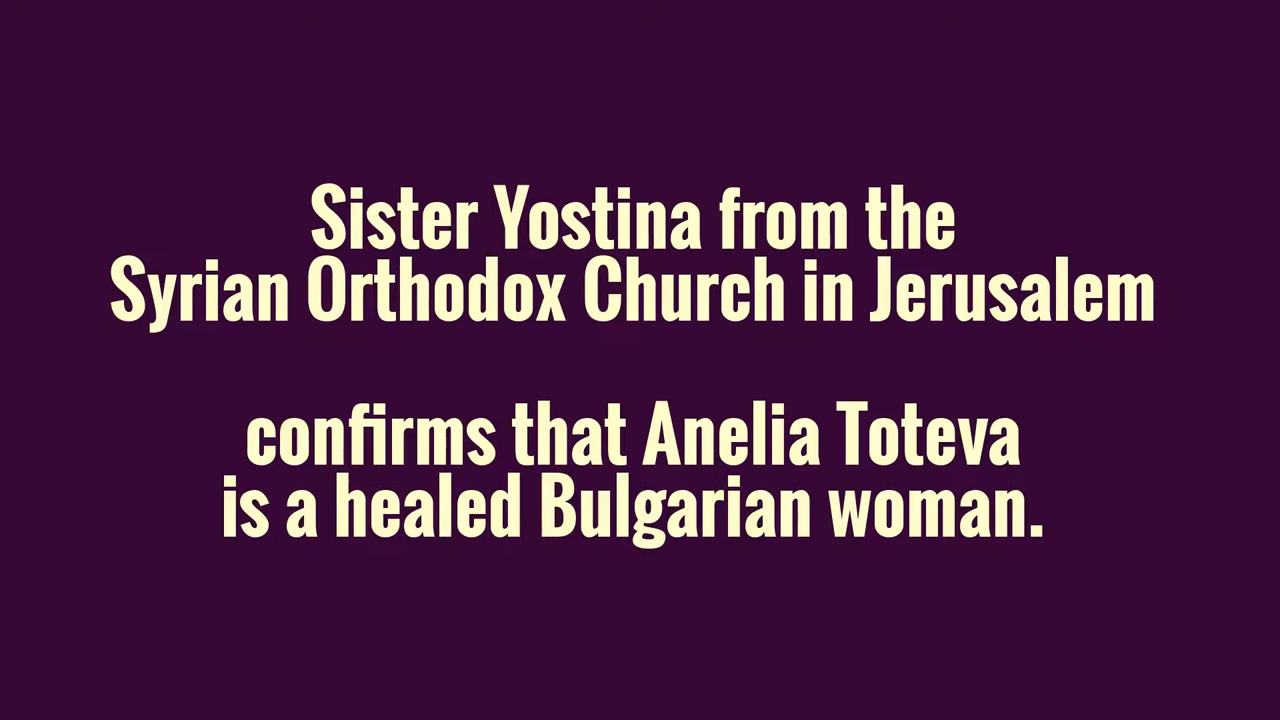 Sister Yostina from the
Syrian Orthodox Church in Jerusalem
confirms that Anelia Toteva
is a healed Bulgarian woman.